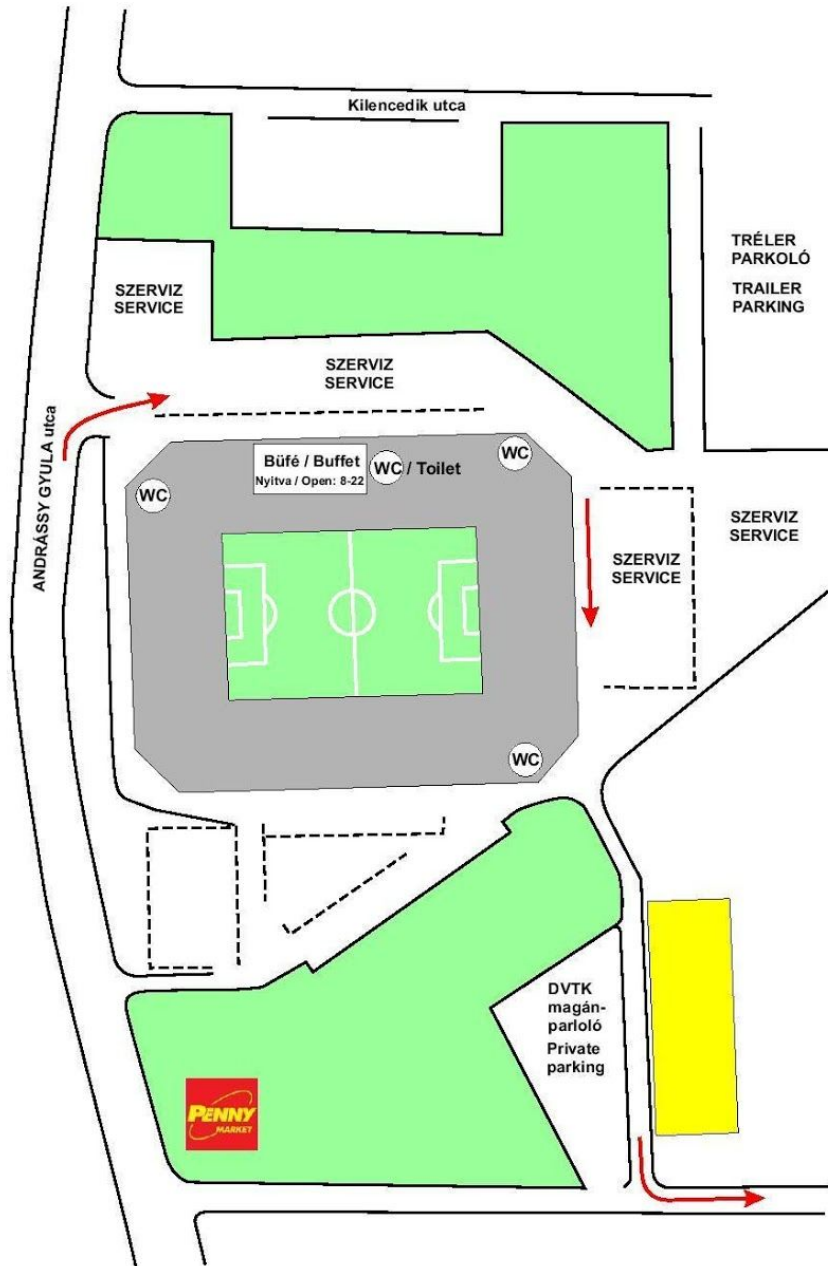 Kilencedik utca
TRÉLER
PARKOLÓ
TRAILER
PARKING
SZERVIZ
SERVICE
SZERVIZ
SERVICE
ANDRÁSSY GYULA utca
Büfé / Buffet
Nyitva / Open: 8-22
WC / Toilet
WC
WC
SZERVIZ
SERVICE
SZERVIZ
SERVICE
WC
DVTK
magán-
parloló
Private
parking
PENNY
MARKET